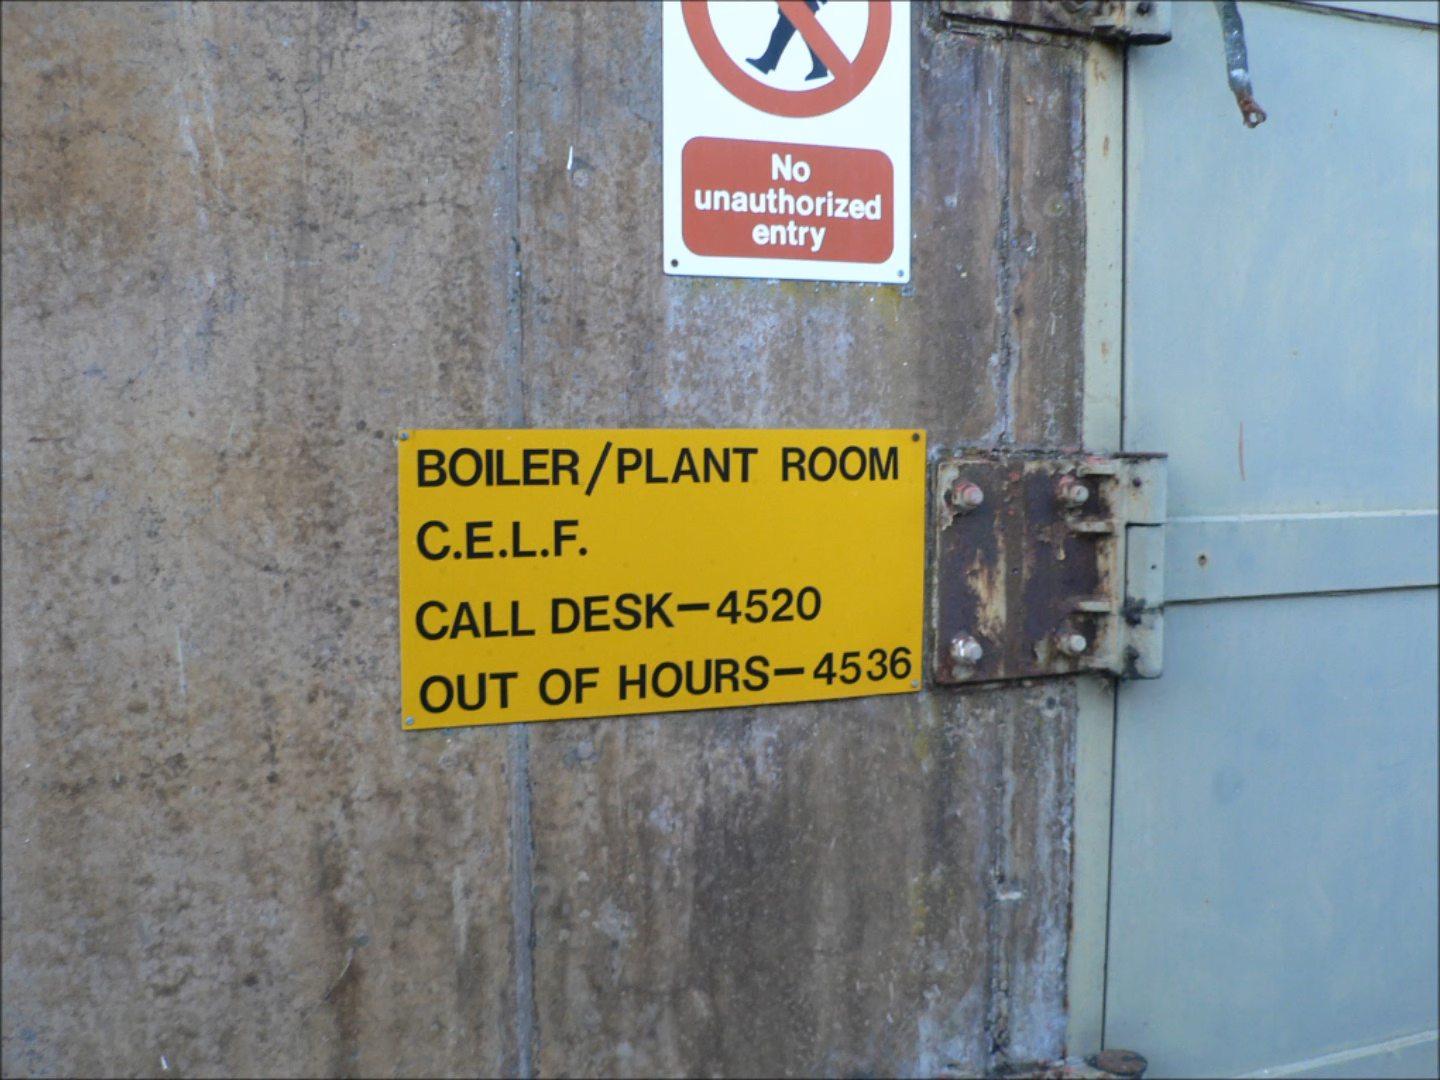 No
unauthorized
entry
BOILER/PLANT ROOM
C.E.L.F.
CALL DESK-4520
OUT OF HOURS-4536